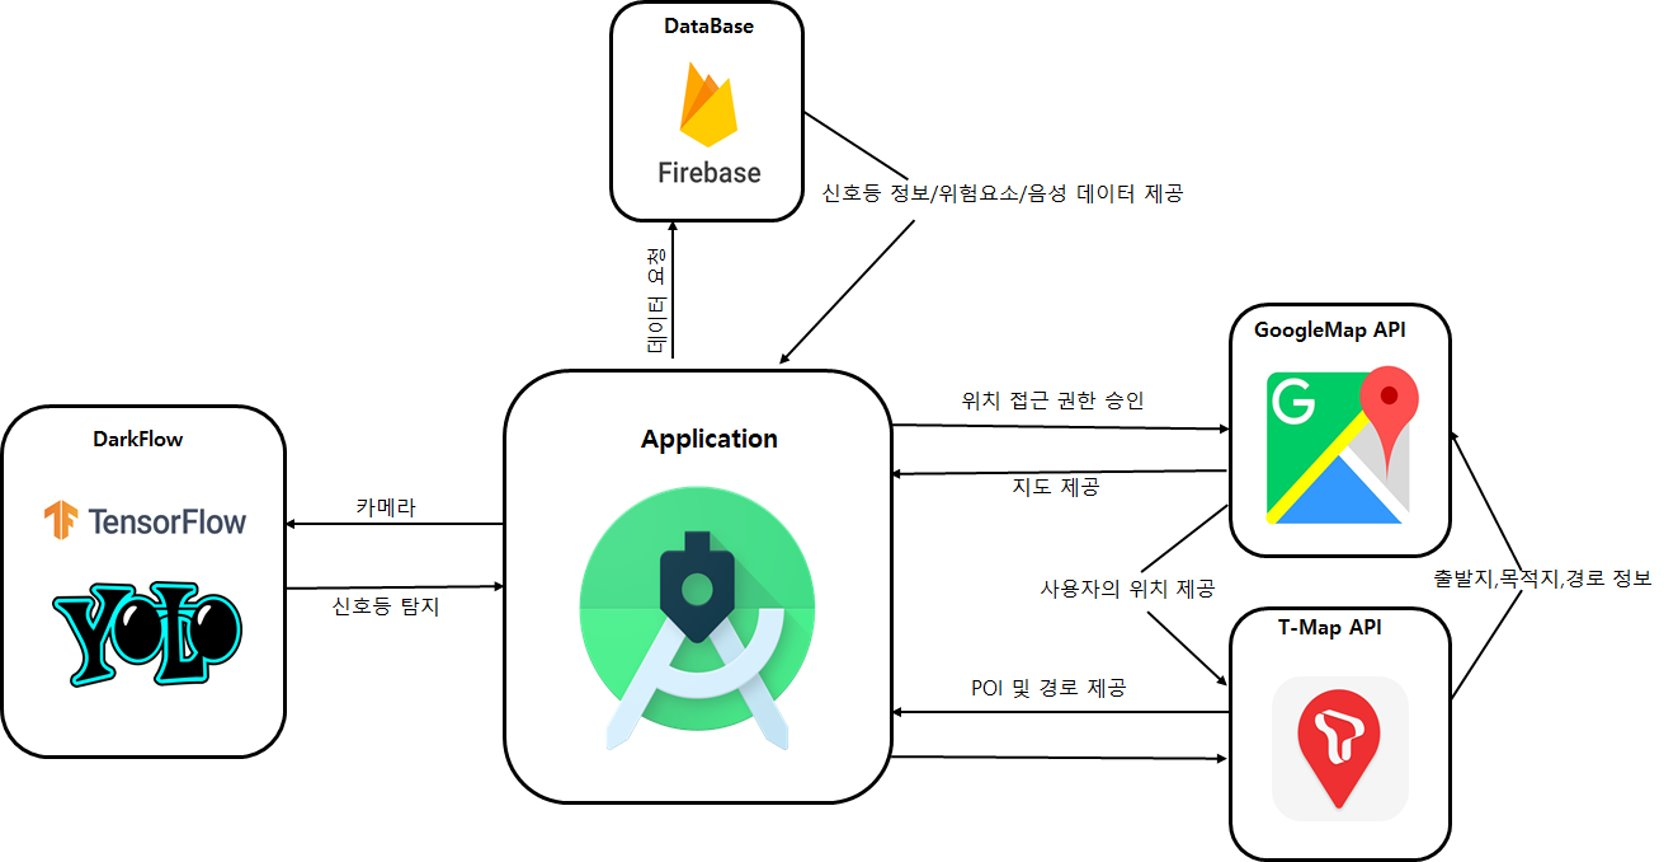 DataBase
Firebase
신호등 정보/위험요소/음성 데이터 제공
데이터 요청
GoogleMap API
G
위치 접근 권한 승인
지도 제공
DarkFlow
TensorFlow
YOLO
카메라
신호등 탐지
Application
사용자의 위치 제공
출발지,목적지,경로 정보
T-Map API
POI 및 경로 제공